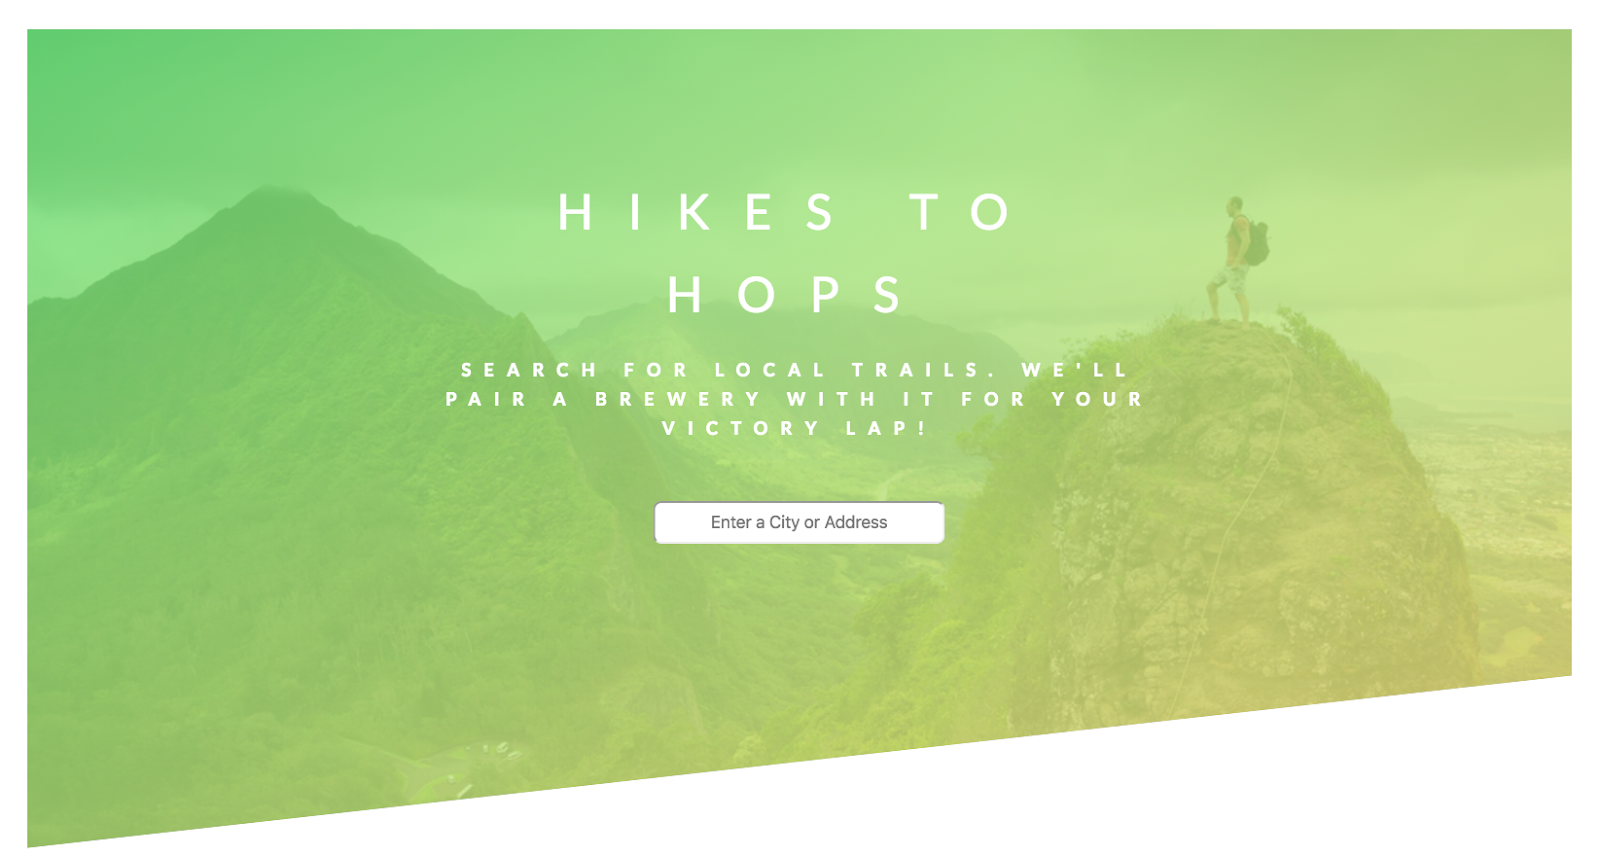 HIKES TO
HOPS
SEARCH FOR LOCAL TRAILS. WE'LL
PAIR A BREWERY WITH IT FOR YOUR
VICTORY LAP!
Enter a City or Address